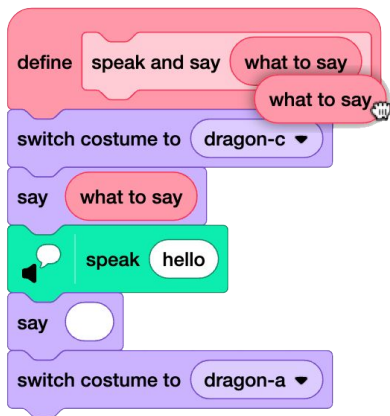 define speak and say what to say
what to say
switch costume to dragon-c
say what to say
speak hello
say
switch costume to dragon-a